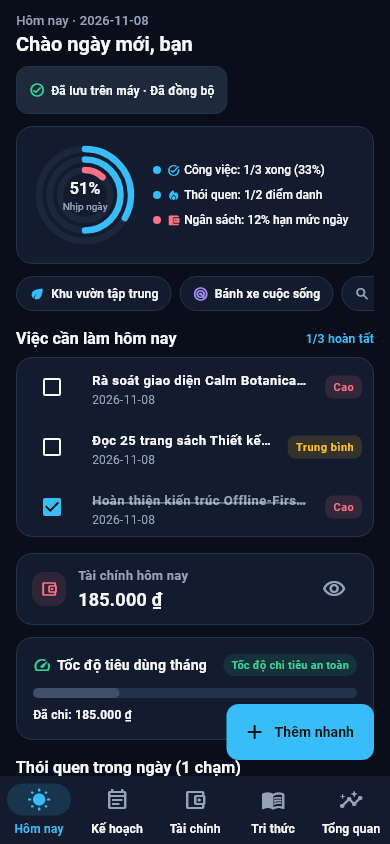 Hôm nay · 2026-11-08
Chào ngày mới, bạn
Đã lưu trên máy · Đã đồng bộ
51%
Nhịp ngày
Công việc: 1/3 xong (33%)
Thói quen: 1/2 điểm danh
Ngân sách: 12% hạn mức ngày
Khu vườn tập trung
Bánh xe cuộc sống
Việc cần làm hôm nay
1/3 hoàn tất
Rà soát giao diện Calm Botanica…
Cao
2026-11-08
Đọc 25 trang sách Thiết kế…
Trung bình
2026-11-08
Hoàn thiện kiến trúc Offline-Firs…
Cao
2026-11-08
Tài chính hôm nay
185.000 ₫
Tốc độ tiêu dùng tháng
Tốc độ chi tiêu an toàn
Đã chi: 185.000 ₫
Thêm nhanh
Thói quen trong ngày (1 chạm)
Hôm nay
Kế hoạch
Tài chính
Tri thức
Tổng quan